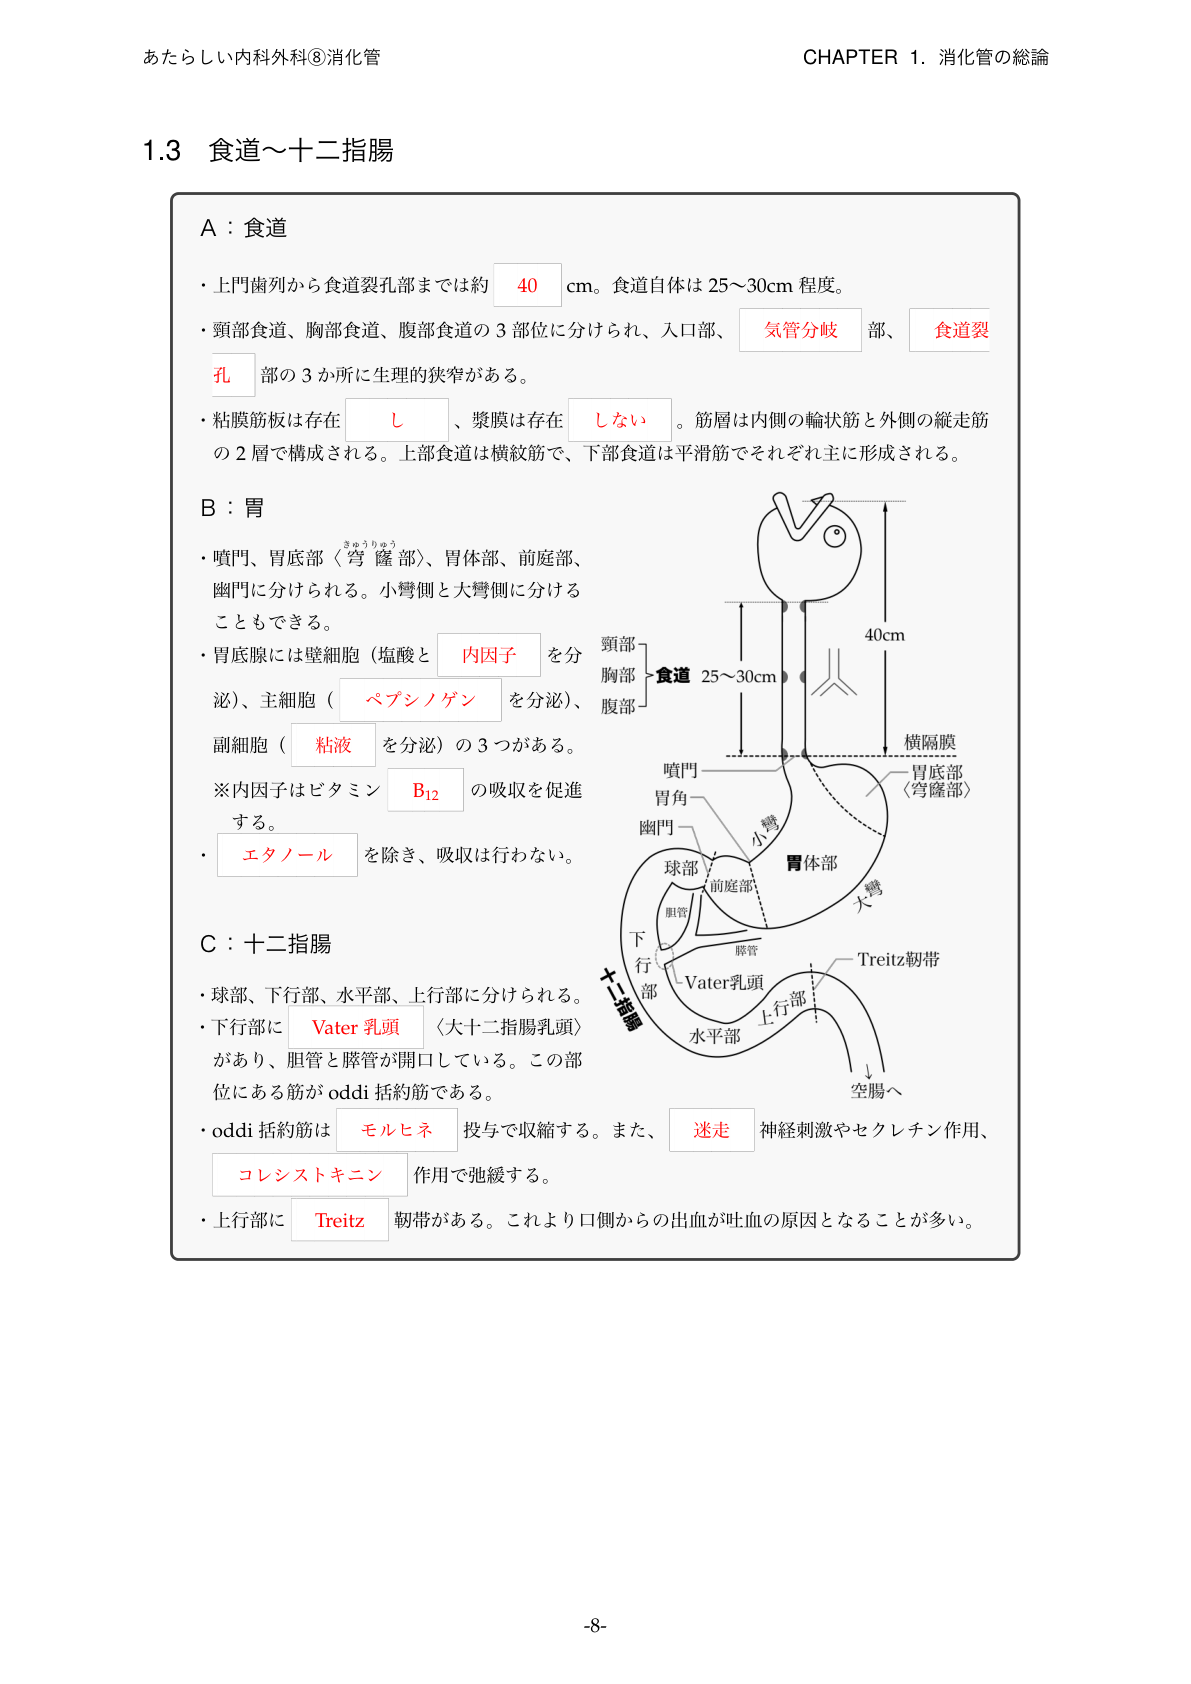 あたらしい内科外科⑧消化管
CHAPTER 1. 消化管の総論
1.3 食道～十二指腸
A：食道
・上門歯列から食道裂孔部までは約 40 cm。食道自体は 25～30cm 程度。
・頸部食道、胸部食道、腹部食道の 3 部位に分けられ、入口部、 気管分岐 部、 食道裂
孔 部の 3 か所に生理的狭窄がある。
・粘膜筋板は存在 し 、漿膜は存在 しない 。筋層は内側の輪状筋と外側の縦走筋
の 2 層で構成される。上部食道は横紋筋で、下部食道は平滑筋でそれぞれ主に形成される。
B：胃
きゅうりゅう
・噴門、胃底部〈穹窿部〉、胃体部、前庭部、
幽門に分けられる。小彎側と大彎側に分ける
こともできる。
・胃底腺には壁細胞（塩酸と 内因子 を分
泌）、主細胞（ ペプシノゲン を分泌）、
副細胞（ 粘液 を分泌）の 3 つがある。
※内因子はビタミン B12 の吸収を促進
する。
・ エタノール を除き、吸収は行わない。
C：十二指腸
・球部、下行部、水平部、上行部に分けられる。
・下行部に Vater 乳頭 〈大十二指腸乳頭〉
があり、胆管と膵管が開口している。この部
位にある筋が oddi 括約筋である。
・oddi 括約筋は モルヒネ 投与で収縮する。また、 迷走 神経刺激やセクレチン作用、
コレシストキニン 作用で弛緩する。
・上行部に Treitz 靭帯がある。これより口側からの出血が吐血の原因となることが多い。
40cm
頸部
胸部
腹部
食道
25～30cm
横隔膜
噴門
胃底部
〈穹窿部〉
胃角
幽門
小彎
球部
前庭部
胃体部
大彎
胆管
膵管
下
行
部
Vater乳頭
Treitz靭帯
十二指腸
水平部
上行部
↓
空腸へ
-8-